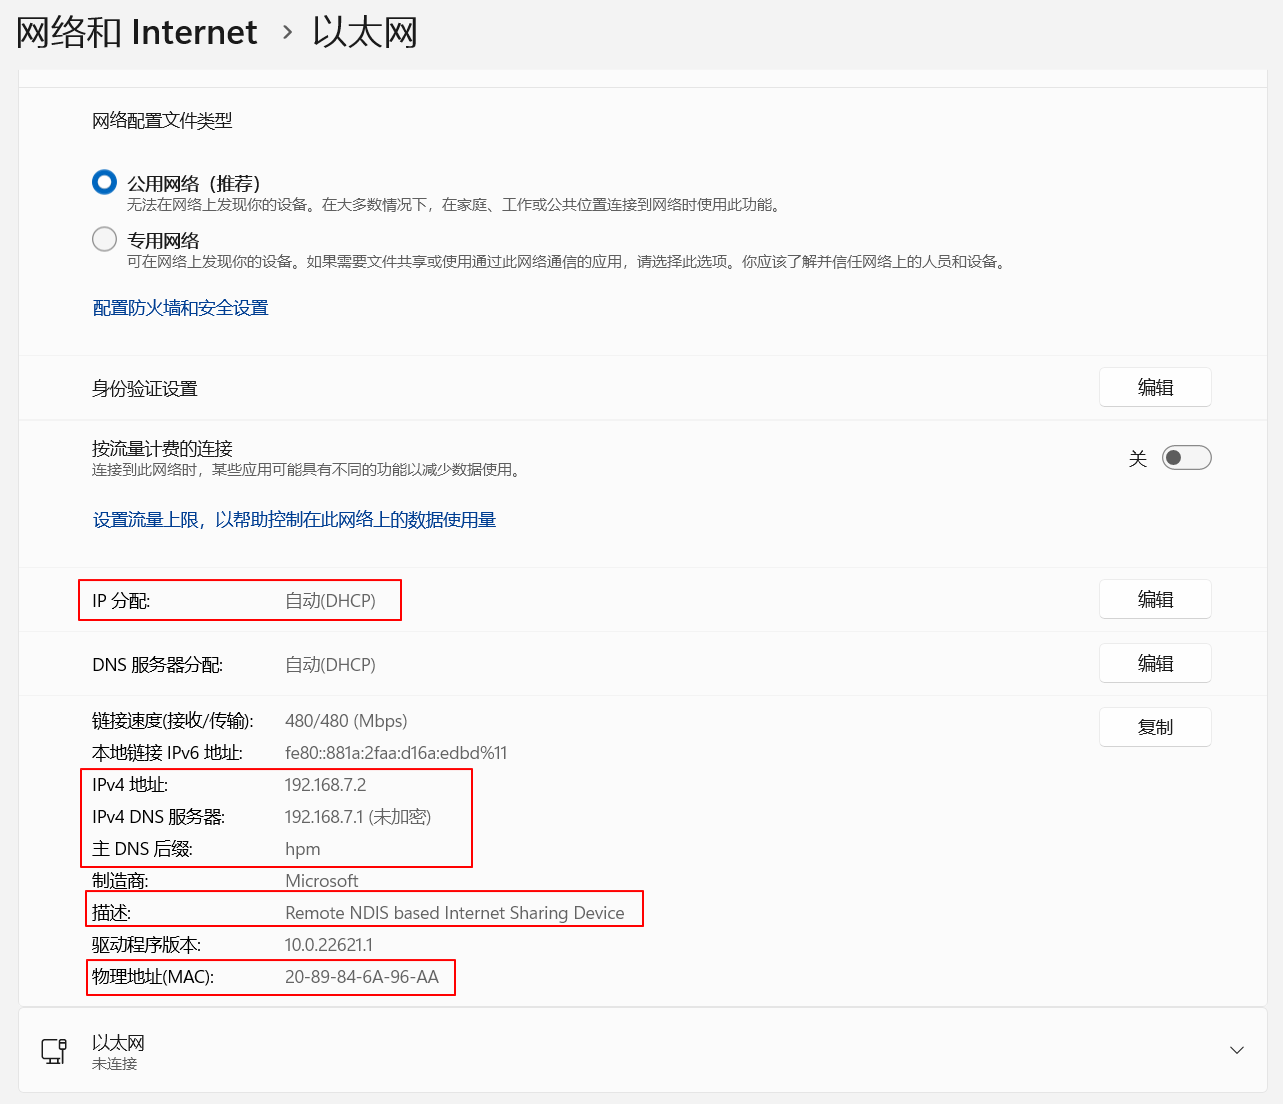 网络和 Internet › 以太网
网络配置文件类型
公用网络（推荐）
无法在网络上发现你的设备。在大多数情况下，在家庭、工作或公共位置连接到网络时使用此功能。
专用网络
可在网络上发现你的设备。如果需要文件共享或使用通过此网络通信的应用，请选择此选项。你应该了解并信任网络上的人员和设备。
配置防火墙和安全设置
身份验证设置 编辑
按流量计费的连接
连接到此网络时，某些应用可能具有不同的功能以减少数据使用。
关
设置流量上限，以帮助控制在此网络上的数据使用量
IP 分配: 自动(DHCP) 编辑
DNS 服务器分配: 自动(DHCP) 编辑
链接速度(接收/传输): 480/480 (Mbps) 复制
本地链接 IPv6 地址: fe80::881a:2faa:d16a:edbd%11
IPv4 地址: 192.168.7.2
IPv4 DNS 服务器: 192.168.7.1 (未加密)
主 DNS 后缀: hpm
制造商: Microsoft
描述: Remote NDIS based Internet Sharing Device
驱动程序版本: 10.0.22621.1
物理地址(MAC): 20-89-84-6A-96-AA
以太网
未连接